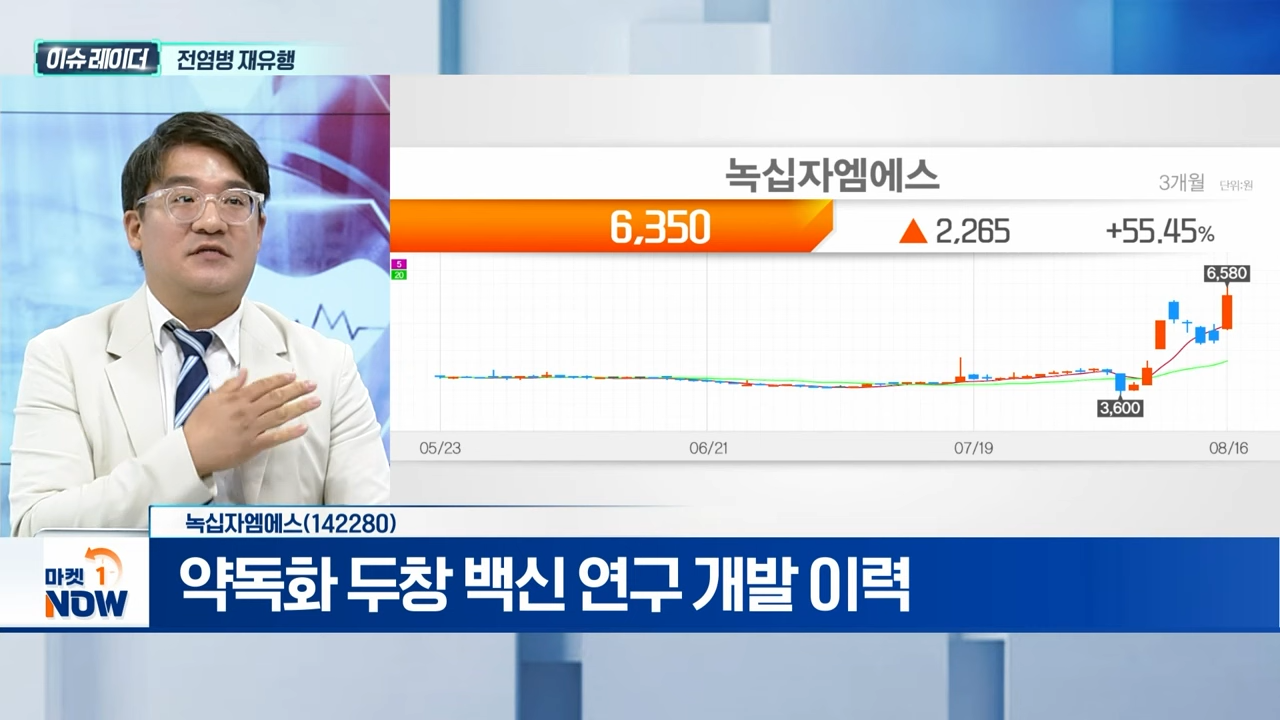 이슈 레이더 전염병 재유행
녹십자엠에스
3개월 단위:원
6,350 ▲ 2,265 +55.45%
5
20
6,580
3,600
05/23 06/21 07/19 08/16
녹십자엠에스(142280)
마켓 1
NOW
약독화 두창 백신 연구 개발 이력